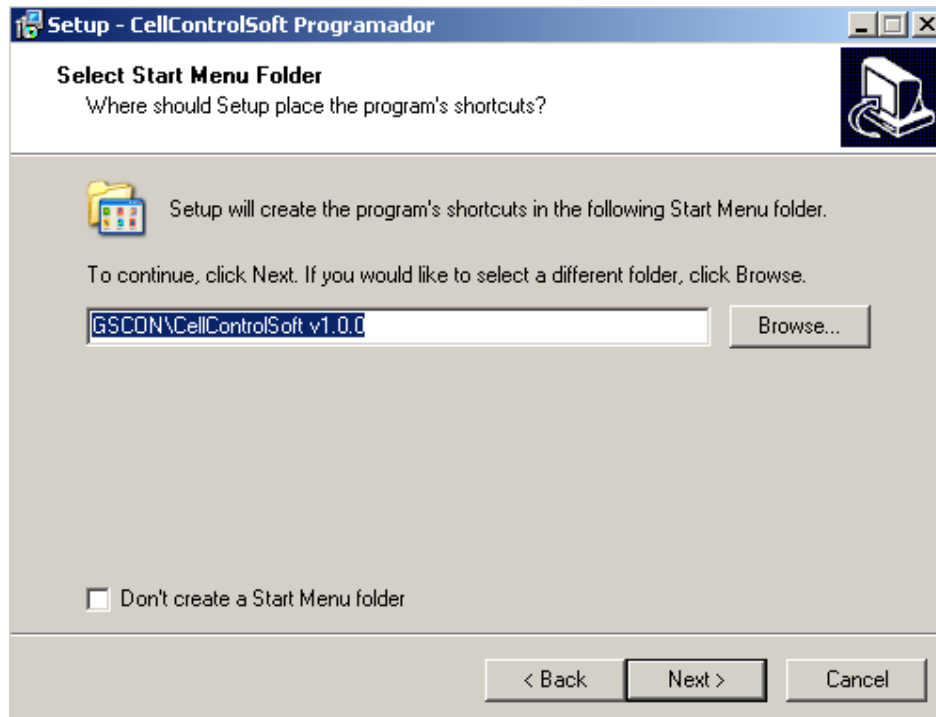 Setup - CellControlSoft Programador
Select Start Menu Folder
Where should Setup place the program's shortcuts?
Setup will create the program's shortcuts in the following Start Menu folder.
To continue, click Next. If you would like to select a different folder, click Browse.
GSCON\CellControlSoft v1.0.0
Browse...
Don't create a Start Menu folder
< Back
Next >
Cancel